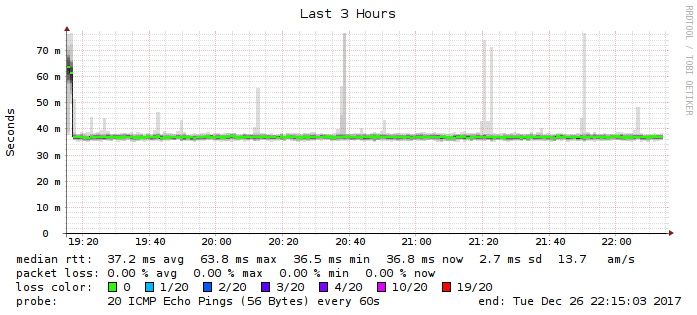 Last 3 Hours
RRDTOOL / TOBI OETIKER
Seconds
70 m
60 m
50 m
40 m
30 m
20 m
10 m
0
19:20 19:40 20:00 20:20 20:40 21:00 21:20 21:40 22:00
median rtt: 37.2 ms avg 63.8 ms max 36.5 ms min 36.8 ms now 2.7 ms sd 13.7 am/s
packet loss: 0.00 % avg 0.00 % max 0.00 % min 0.00 % now
loss color: 0 1/20 2/20 3/20 4/20 10/20 19/20
probe: 20 ICMP Echo Pings (56 Bytes) every 60s end: Tue Dec 26 22:15:03 2017